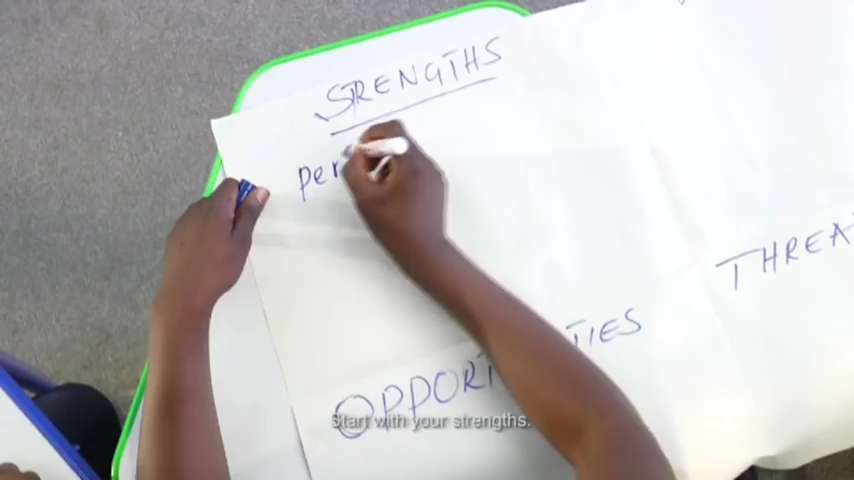 STRENGTHS
per
THREA
OPPORT TIES
Start with your strengths.